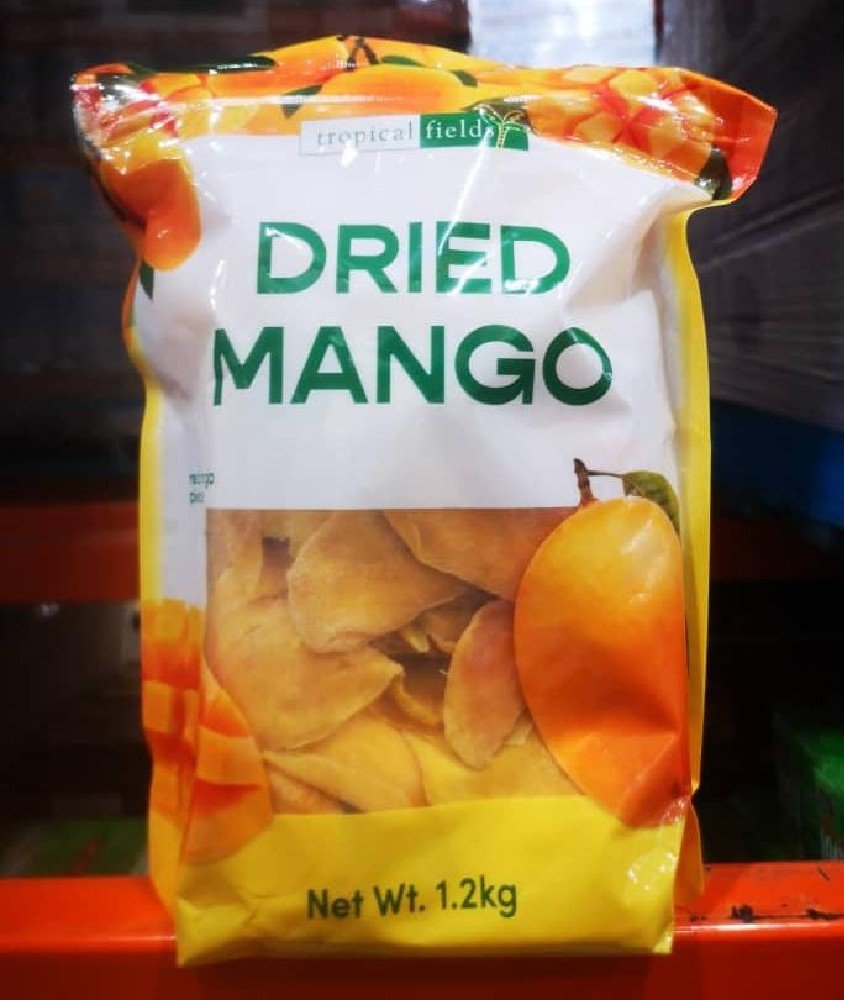 tropical fields
DRIED
MANGO
Net Wt. 1.2kg